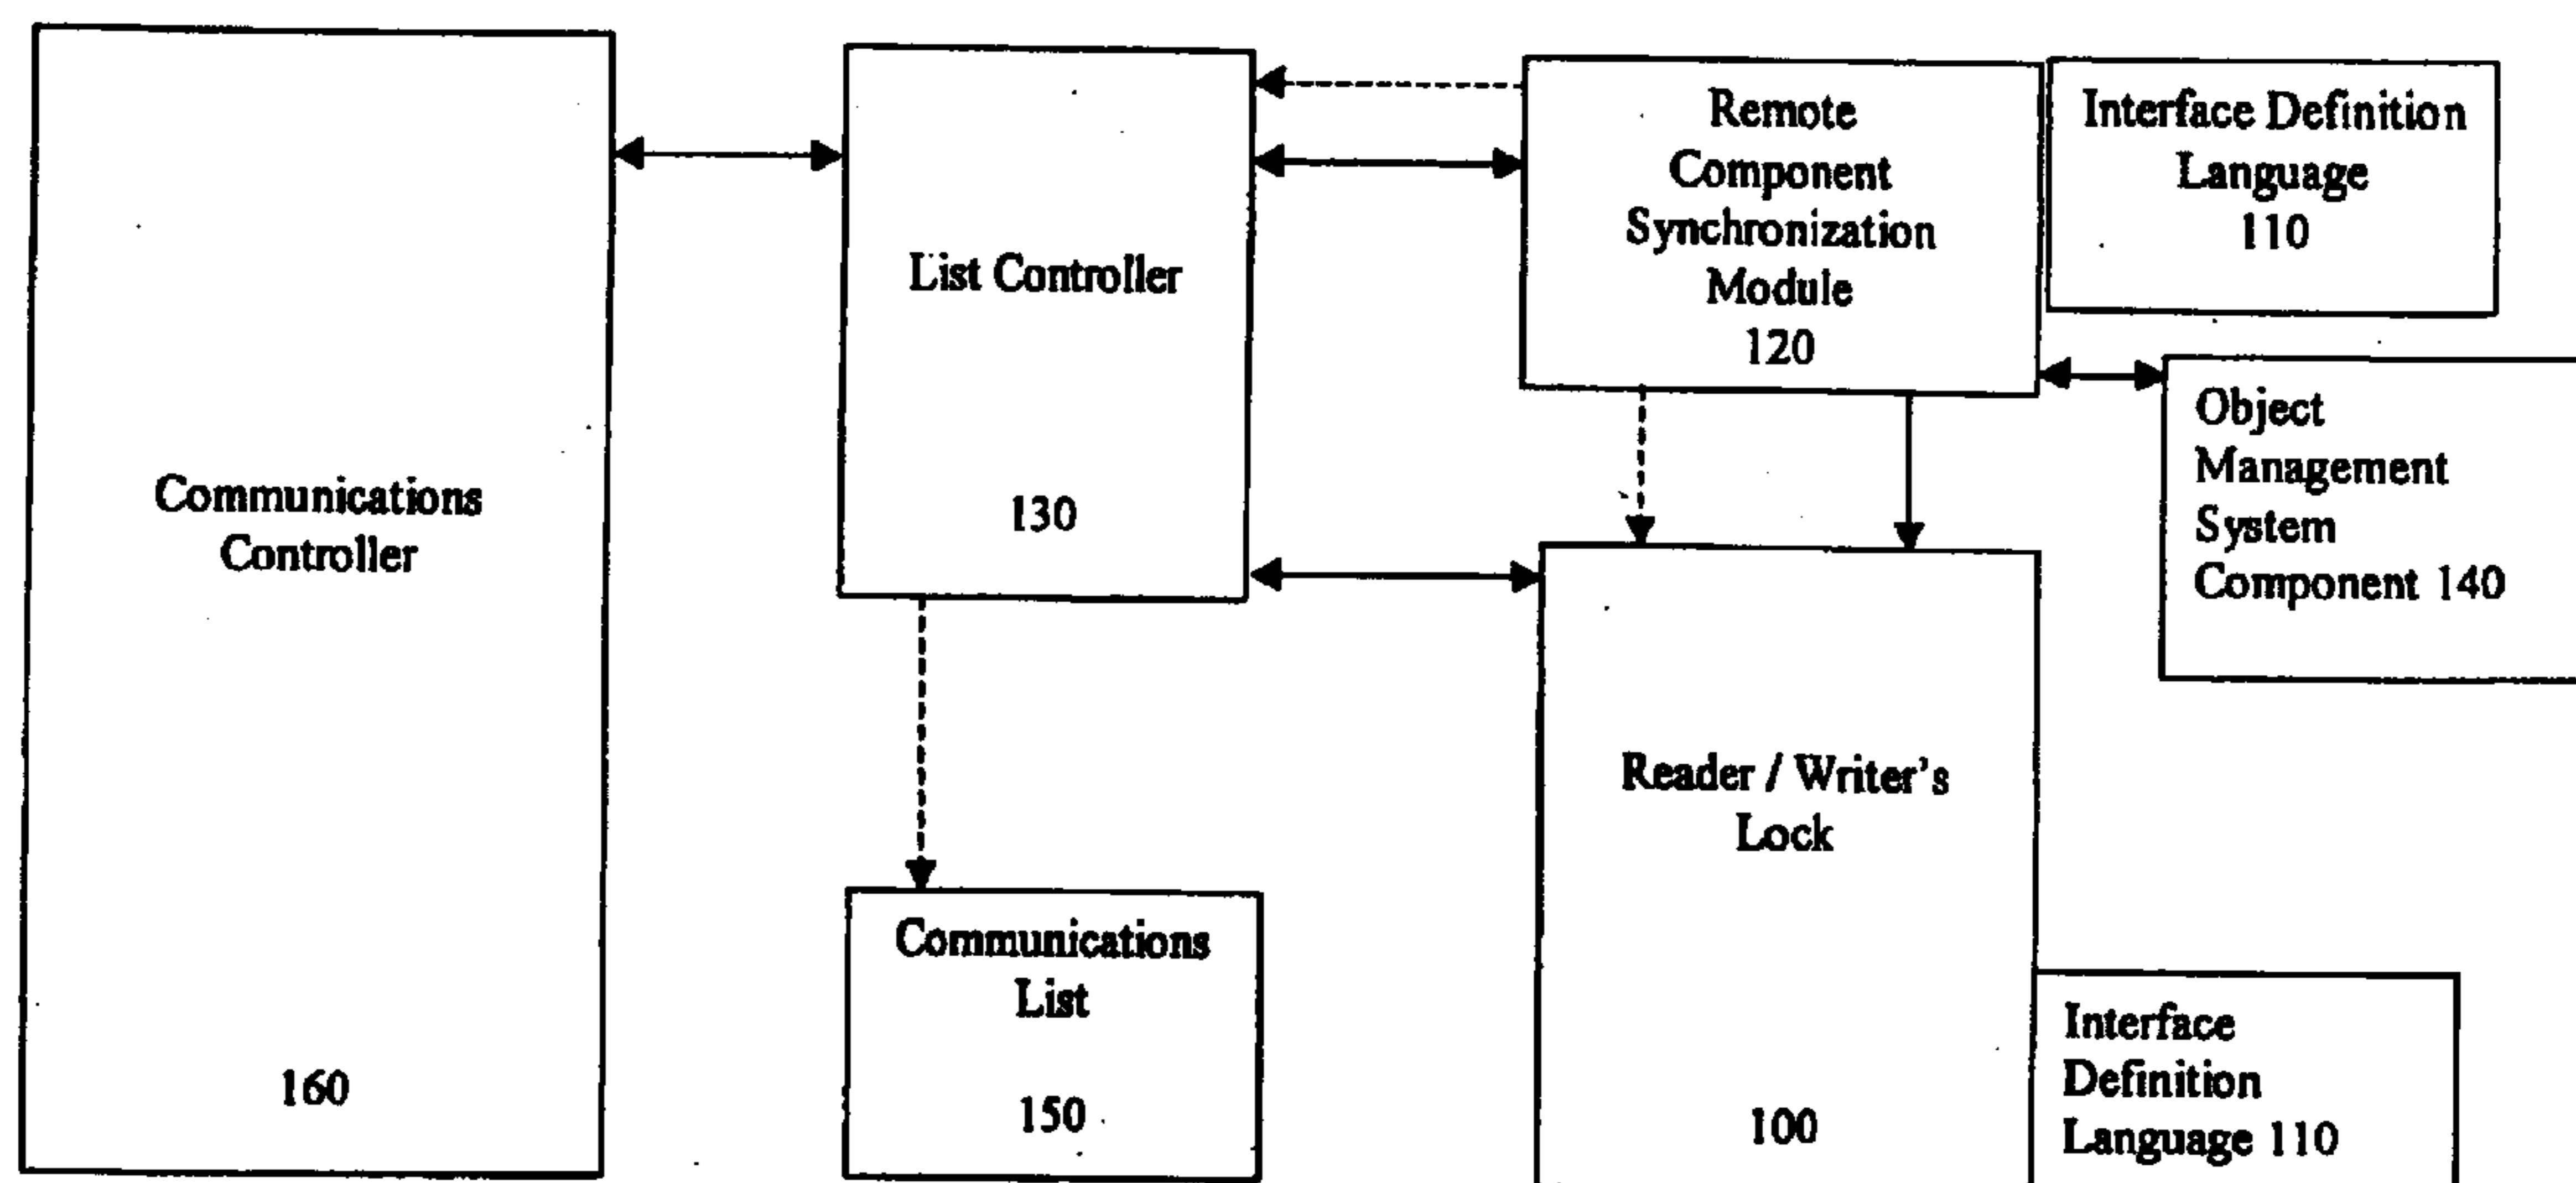 Communications
Controller
160
List Controller
130
Communications
List
150
Remote
Component
Synchronization
Module
120
Interface Definition
Language
110
Object
Management
System
Component 140
Reader / Writer's
Lock
100
Interface
Definition
Language 110